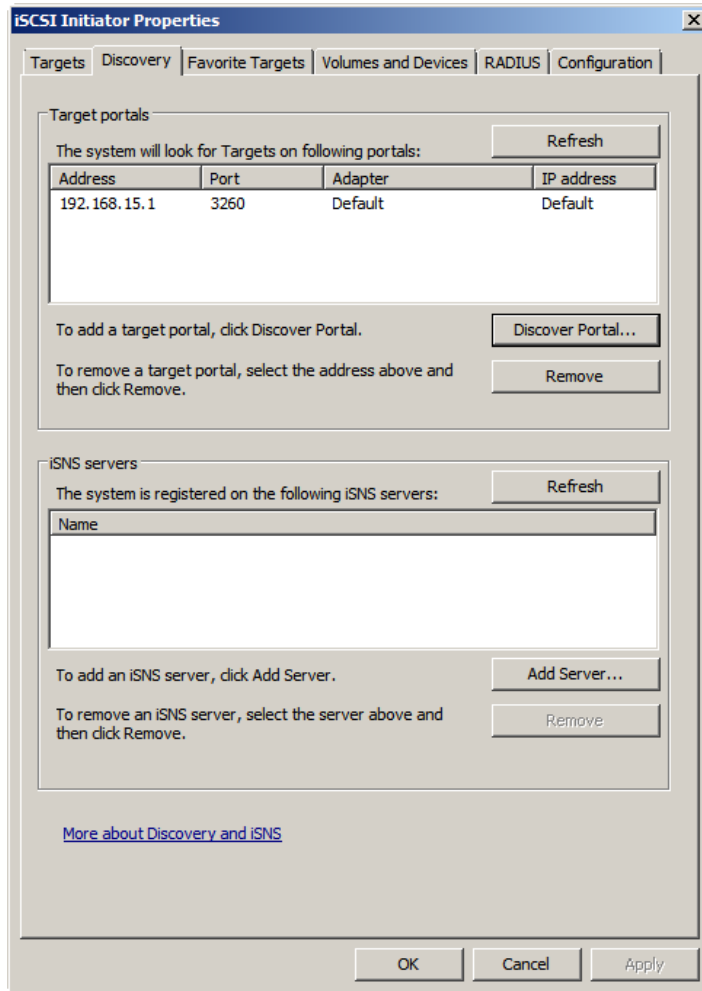 iSCSI Initiator Properties
Targets Discovery Favorite Targets Volumes and Devices RADIUS Configuration
Target portals
The system will look for Targets on following portals:
Refresh
Address Port Adapter IP address
192.168.15.1 3260 Default Default
To add a target portal, click Discover Portal.
Discover Portal...
To remove a target portal, select the address above and
then click Remove.
Remove
iSNS servers
The system is registered on the following iSNS servers:
Refresh
Name
To add an iSNS server, click Add Server.
Add Server...
To remove an iSNS server, select the server above and
then click Remove.
Remove
More about Discovery and iSNS
OK Cancel Apply